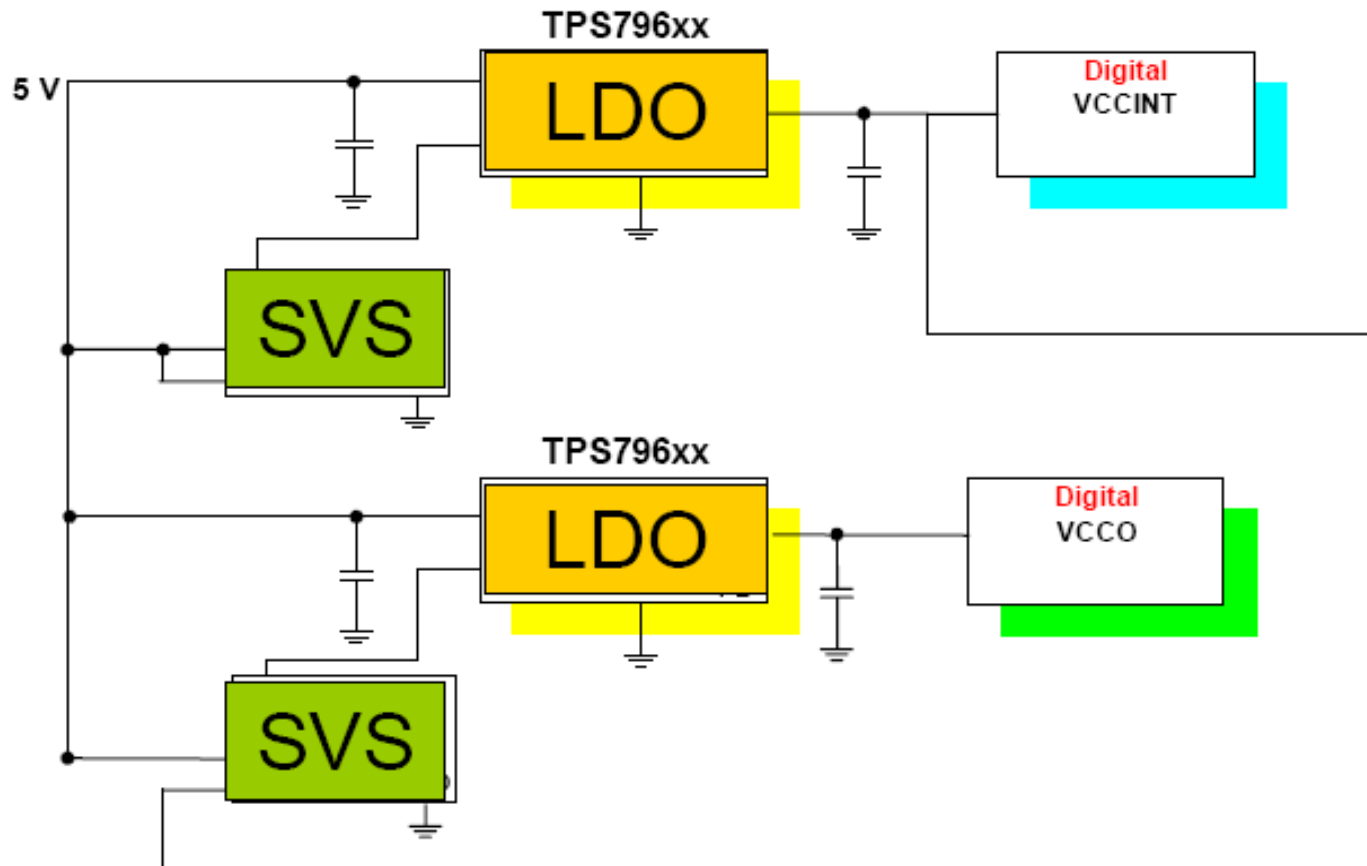 TPS796xx
5 V
LDO
Digital
VCCINT
SVS
TPS796xx
LDO
Digital
VCCO
SVS